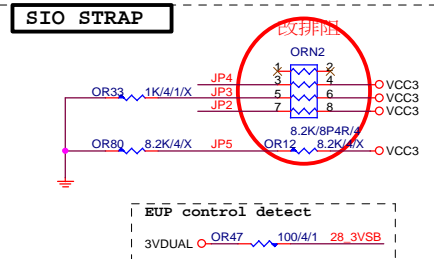 SIO STRAP
改排阻
ORN2
1 2
JP4 3 4 VCC3
OR33 1K/4/1/X JP3 5 6 VCC3
JP2 7 8 VCC3
8.2K/8P4R/4
OR80 8.2K/4/X JP5 OR12 8.2K/4/X VCC3
EUP control detect
3VDUAL OR47 100/4/1 28_3VSB